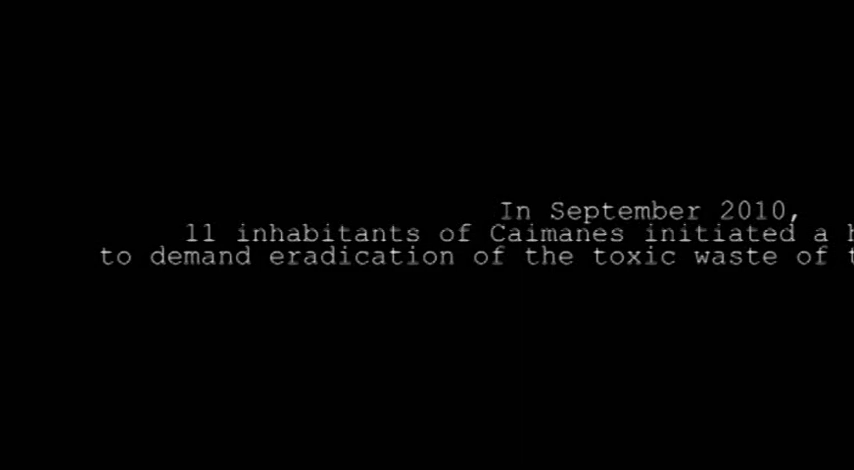 In September 2010,
11 inhabitants of Caimanes initiated a
to demand eradication of the toxic waste of